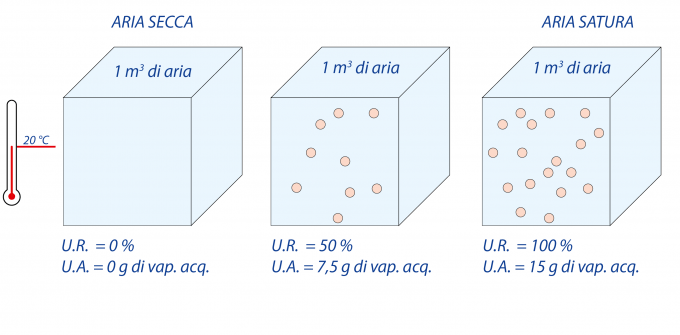 ARIA SECCA
ARIA SATURA
1 m³ di aria
1 m³ di aria
1 m³ di aria
20 °C
U.R. = 0 %
U.A. = 0 g di vap. acq.
U.R. = 50 %
U.A. = 7,5 g di vap. acq.
U.R. = 100 %
U.A. = 15 g di vap. acq.